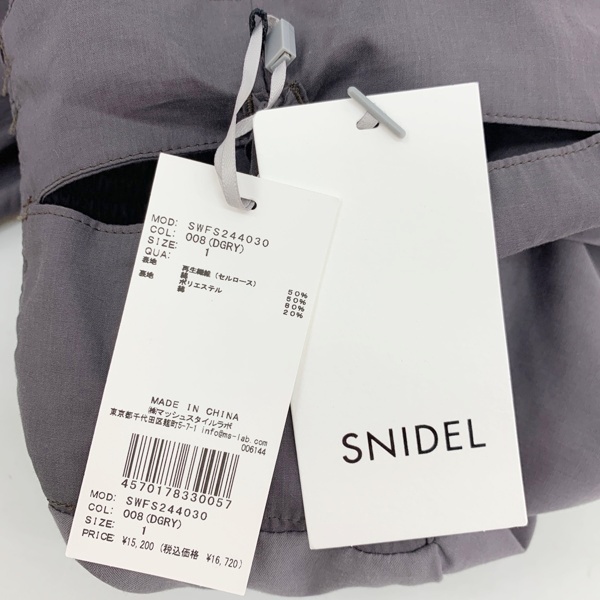 MOD: SWFS244030
COL: 008(DGRY)
SIZE: 1
QUA:
表地 再生繊維(セルロース) 50%
綿 50%
裏地 ポリエステル 80%
綿 20%
MADE IN CHINA
㈱マッシュスタイルラボ
東京都千代田区麹町5-7-1 info@ms-lab.com
006144
4570178330057
MOD: SWFS244030
COL: 008(DGRY)
SIZE: 1
PRICE: ¥15,200 (税込価格 ¥16,720)
SNIDEL